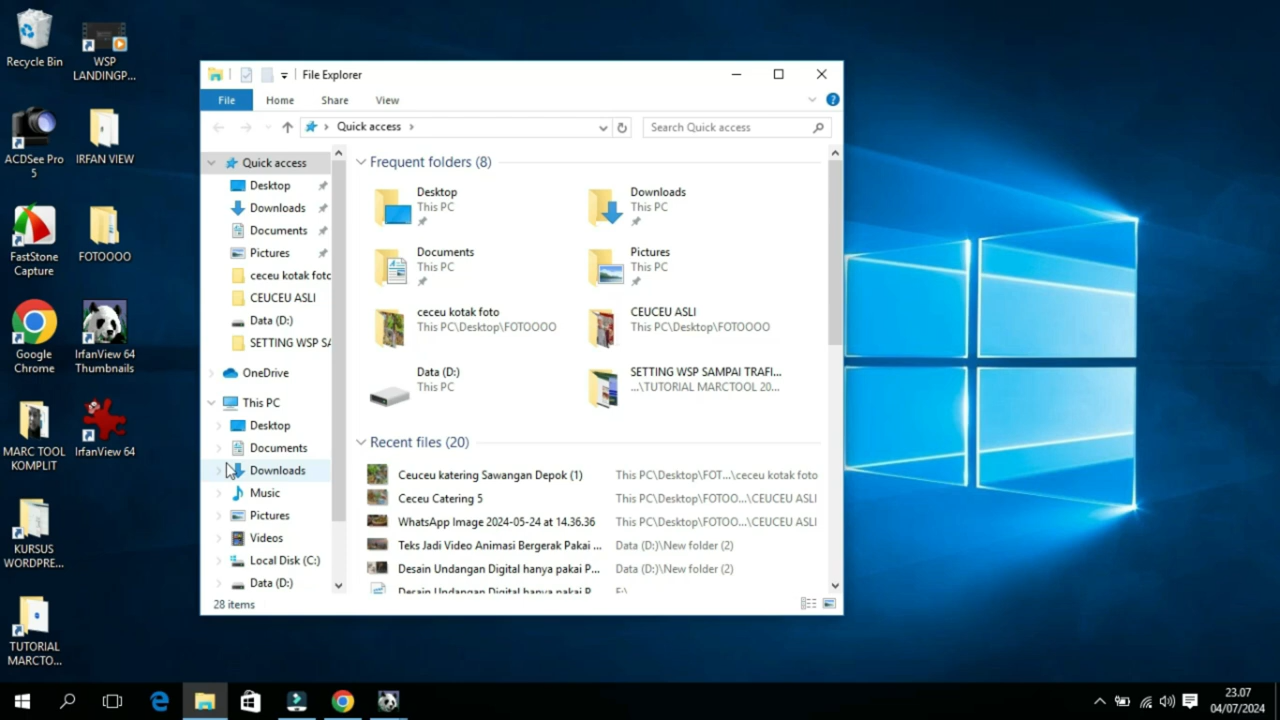 Recycle Bin
WSP LANDINGP...
ACDSee Pro 5
IRFAN VIEW
FastStone Capture
FOTOOOO
Google Chrome
IrfanView 64 Thumbnails
MARC TOOL KOMPLIT
IrfanView 64
KURSUS WORDPRE...
TUTORIAL MARCTO...
File Explorer
File Home Share View
Quick access
Search Quick access
Quick access
Desktop
Downloads
Documents
Pictures
ceceu kotak foto
CEUCEU ASLI
Data (D:)
SETTING WSP SA
OneDrive
This PC
Desktop
Documents
Downloads
Music
Pictures
Videos
Local Disk (C:)
Data (D:)
Frequent folders (8)
Desktop
This PC
Downloads
This PC
Documents
This PC
Pictures
This PC
ceceu kotak foto
This PC\Desktop\FOTOOOO
CEUCEU ASLI
This PC\Desktop\FOTOOOO
Data (D:)
This PC
SETTING WSP SAMPAI TRAFI...
...\TUTORIAL MARCTOOL 20...
Recent files (20)
Ceuceu katering Sawangan Depok (1) This PC\Desktop\FOT...\ceceu kotak foto
Ceceu Catering 5 This PC\Desktop\FOTOO...\CEUCEU ASLI
WhatsApp Image 2024-05-24 at 14.36.36 This PC\Desktop\FOTOO...\CEUCEU ASLI
Teks Jadi Video Animasi Bergerak Pakai ... Data (D:)\New folder (2)
Desain Undangan Digital hanya pakai P... Data (D:)\New folder (2)
Desain Undangan Digital hanya pakai P E:\
28 items
23.07
04/07/2024